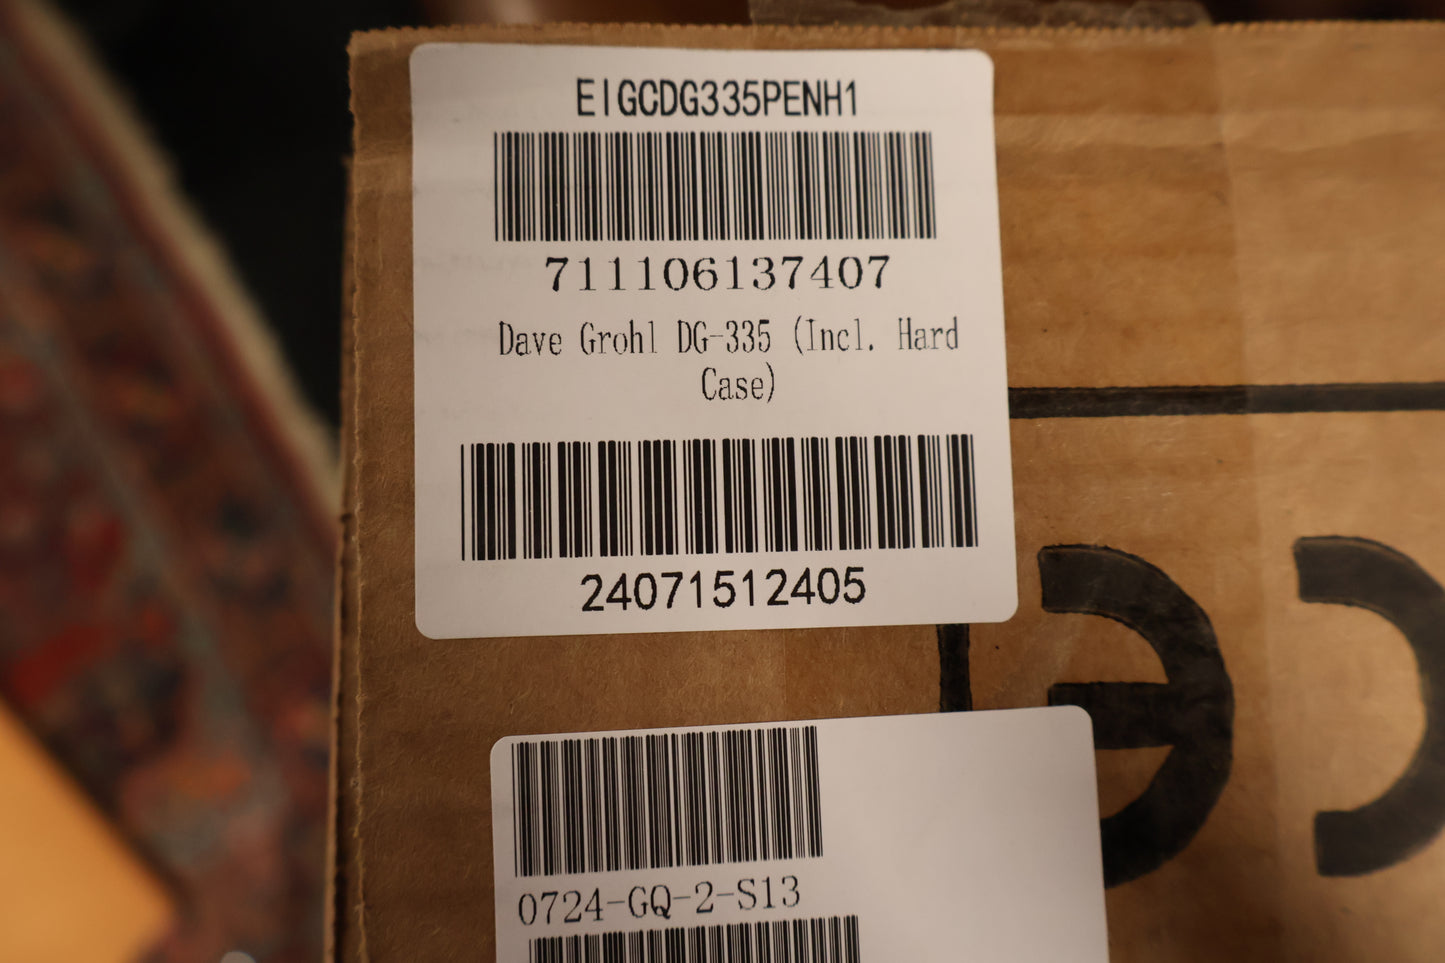 EIGCDG335PENH1
711106137407
Dave Grohl DG-335 (Incl. Hard
Case)
24071512405
0724-GQ-2-S13